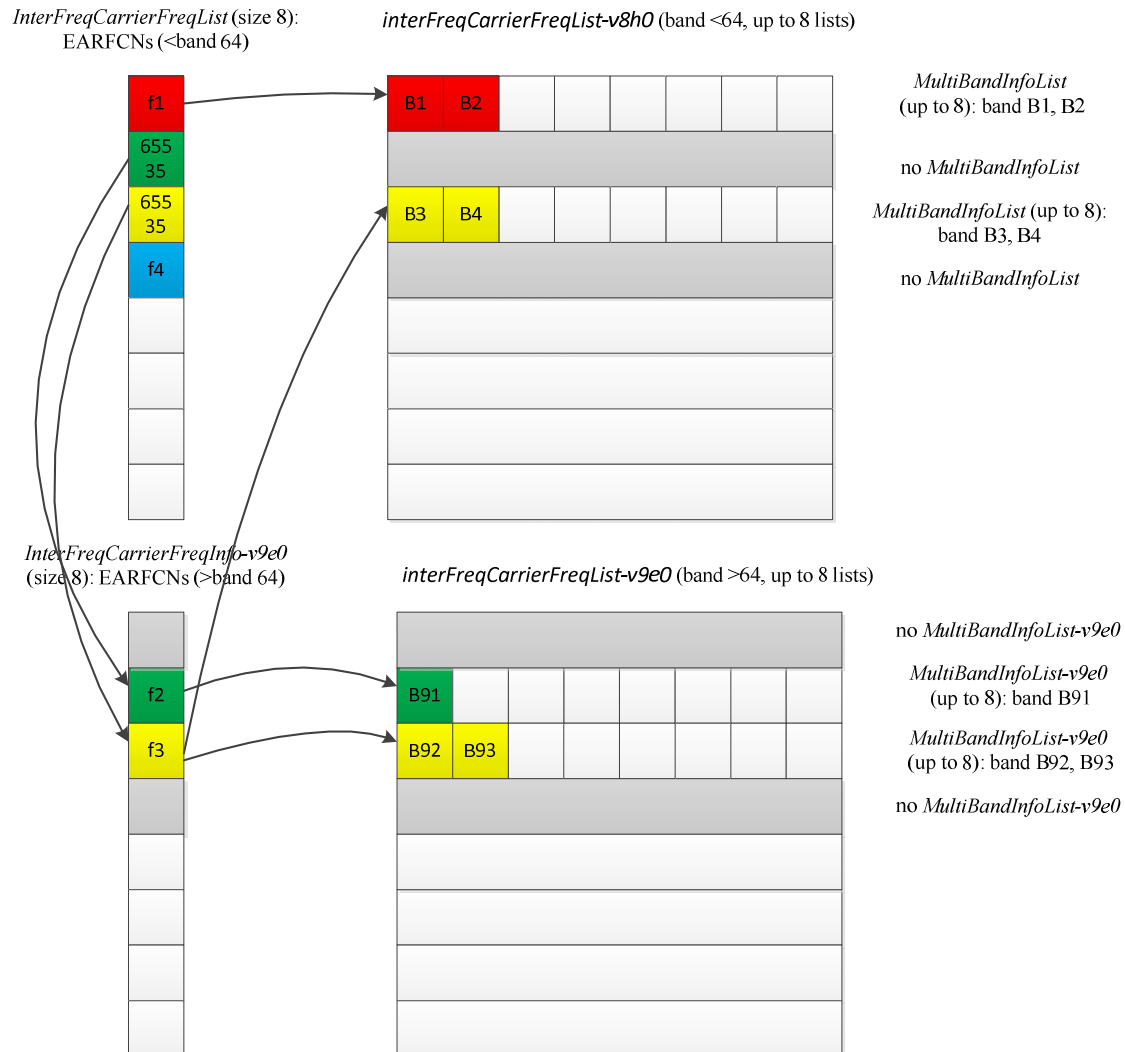 InterFreqCarrierFreqList (size 8):
EARFCNs (<band 64)
interFreqCarrierFreqList-v8h0 (band <64, up to 8 lists)
f1
B1 B2
MultiBandInfoList
(up to 8): band B1, B2
655
35
no MultiBandInfoList
655
35
B3 B4
MultiBandInfoList (up to 8):
band B3, B4
f4
no MultiBandInfoList
InterFreqCarrierFreqInfo-v9e0
(size 8): EARFCNs (>band 64)
interFreqCarrierFreqList-v9e0 (band >64, up to 8 lists)
no MultiBandInfoList-v9e0
f2
B91
MultiBandInfoList-v9e0
(up to 8): band B91
f3
B92 B93
MultiBandInfoList-v9e0
(up to 8): band B92, B93
no MultiBandInfoList-v9e0